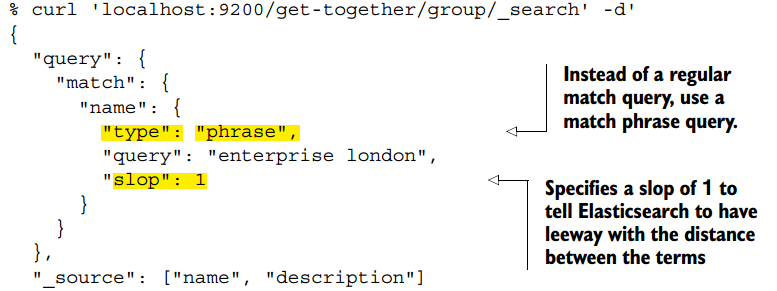 % curl 'localhost:9200/get-together/group/_search' -d'
{
"query": {
"match": {
"name": {
"type": "phrase",
"query": "enterprise london",
"slop": 1
}
}
},
"_source": ["name", "description"]
Instead of a regular
match query, use a
match phrase query.
Specifies a slop of 1 to
tell Elasticsearch to have
leeway with the distance
between the terms